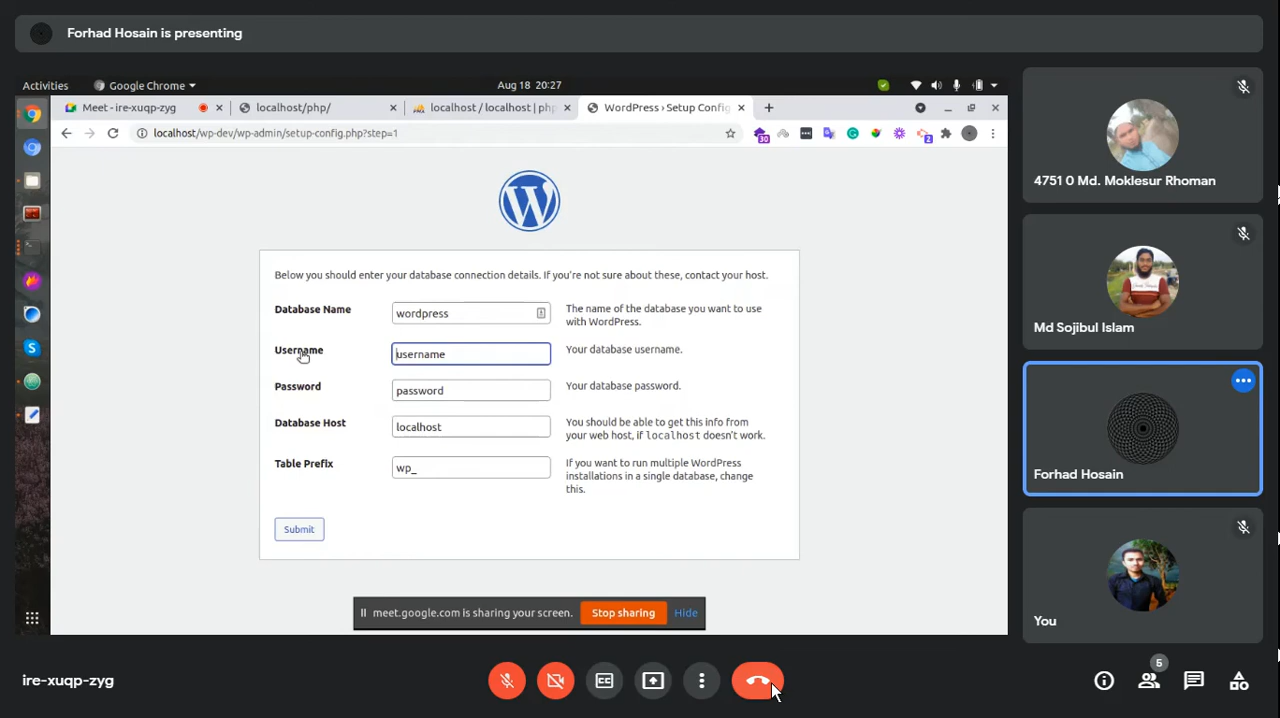 Forhad Hosain is presenting
Activities
Google Chrome
Aug 18 20:27
Meet - ire-xuqp-zyg
localhost/php/
localhost / localhost | php
WordPress › Setup Config
localhost/wp-dev/wp-admin/setup-config.php?step=1
30
2
Below you should enter your database connection details. If you're not sure about these, contact your host.
Database Name
wordpress
The name of the database you want to use
with WordPress.
Username
username
Your database username.
Password
password
Your database password.
Database Host
localhost
You should be able to get this info from
your web host, if localhost doesn't work.
Table Prefix
wp_
If you want to run multiple WordPress
installations in a single database, change
this.
Submit
meet.google.com is sharing your screen.
Stop sharing
Hide
4751 0 Md. Moklesur Rhoman
Md Sojibul Islam
Forhad Hosain
You
ire-xuqp-zyg
CC
5